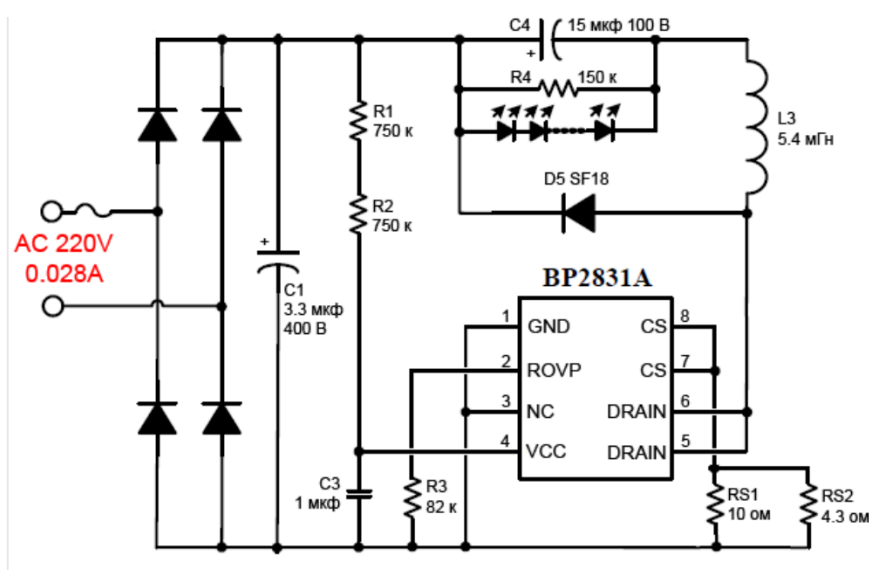 C4 15 мкф 100 В
+
R4 150 к
R1
750 к
L3
5.4 мГн
D5 SF18
R2
750 к
AC 220V
0.028A
+
C1
3.3 мкф
400 В
BP2831A
1 GND CS 8
2 ROVP CS 7
3 NC DRAIN 6
4 VCC DRAIN 5
C3
1 мкф
R3
82 к
RS1
10 ом
RS2
4.3 ом